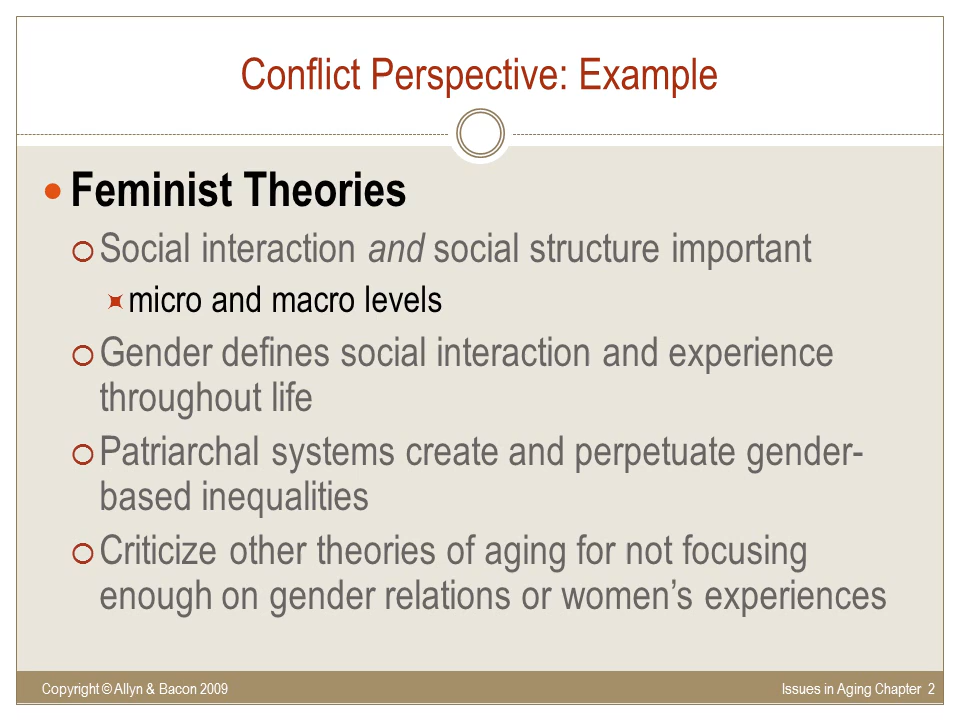 Conflict Perspective: Example
Feminist Theories
Social interaction and social structure important
micro and macro levels
Gender defines social interaction and experience
throughout life
Patriarchal systems create and perpetuate gender-
based inequalities
Criticize other theories of aging for not focusing
enough on gender relations or women’s experiences
Copyright © Allyn & Bacon 2009
Issues in Aging Chapter 2